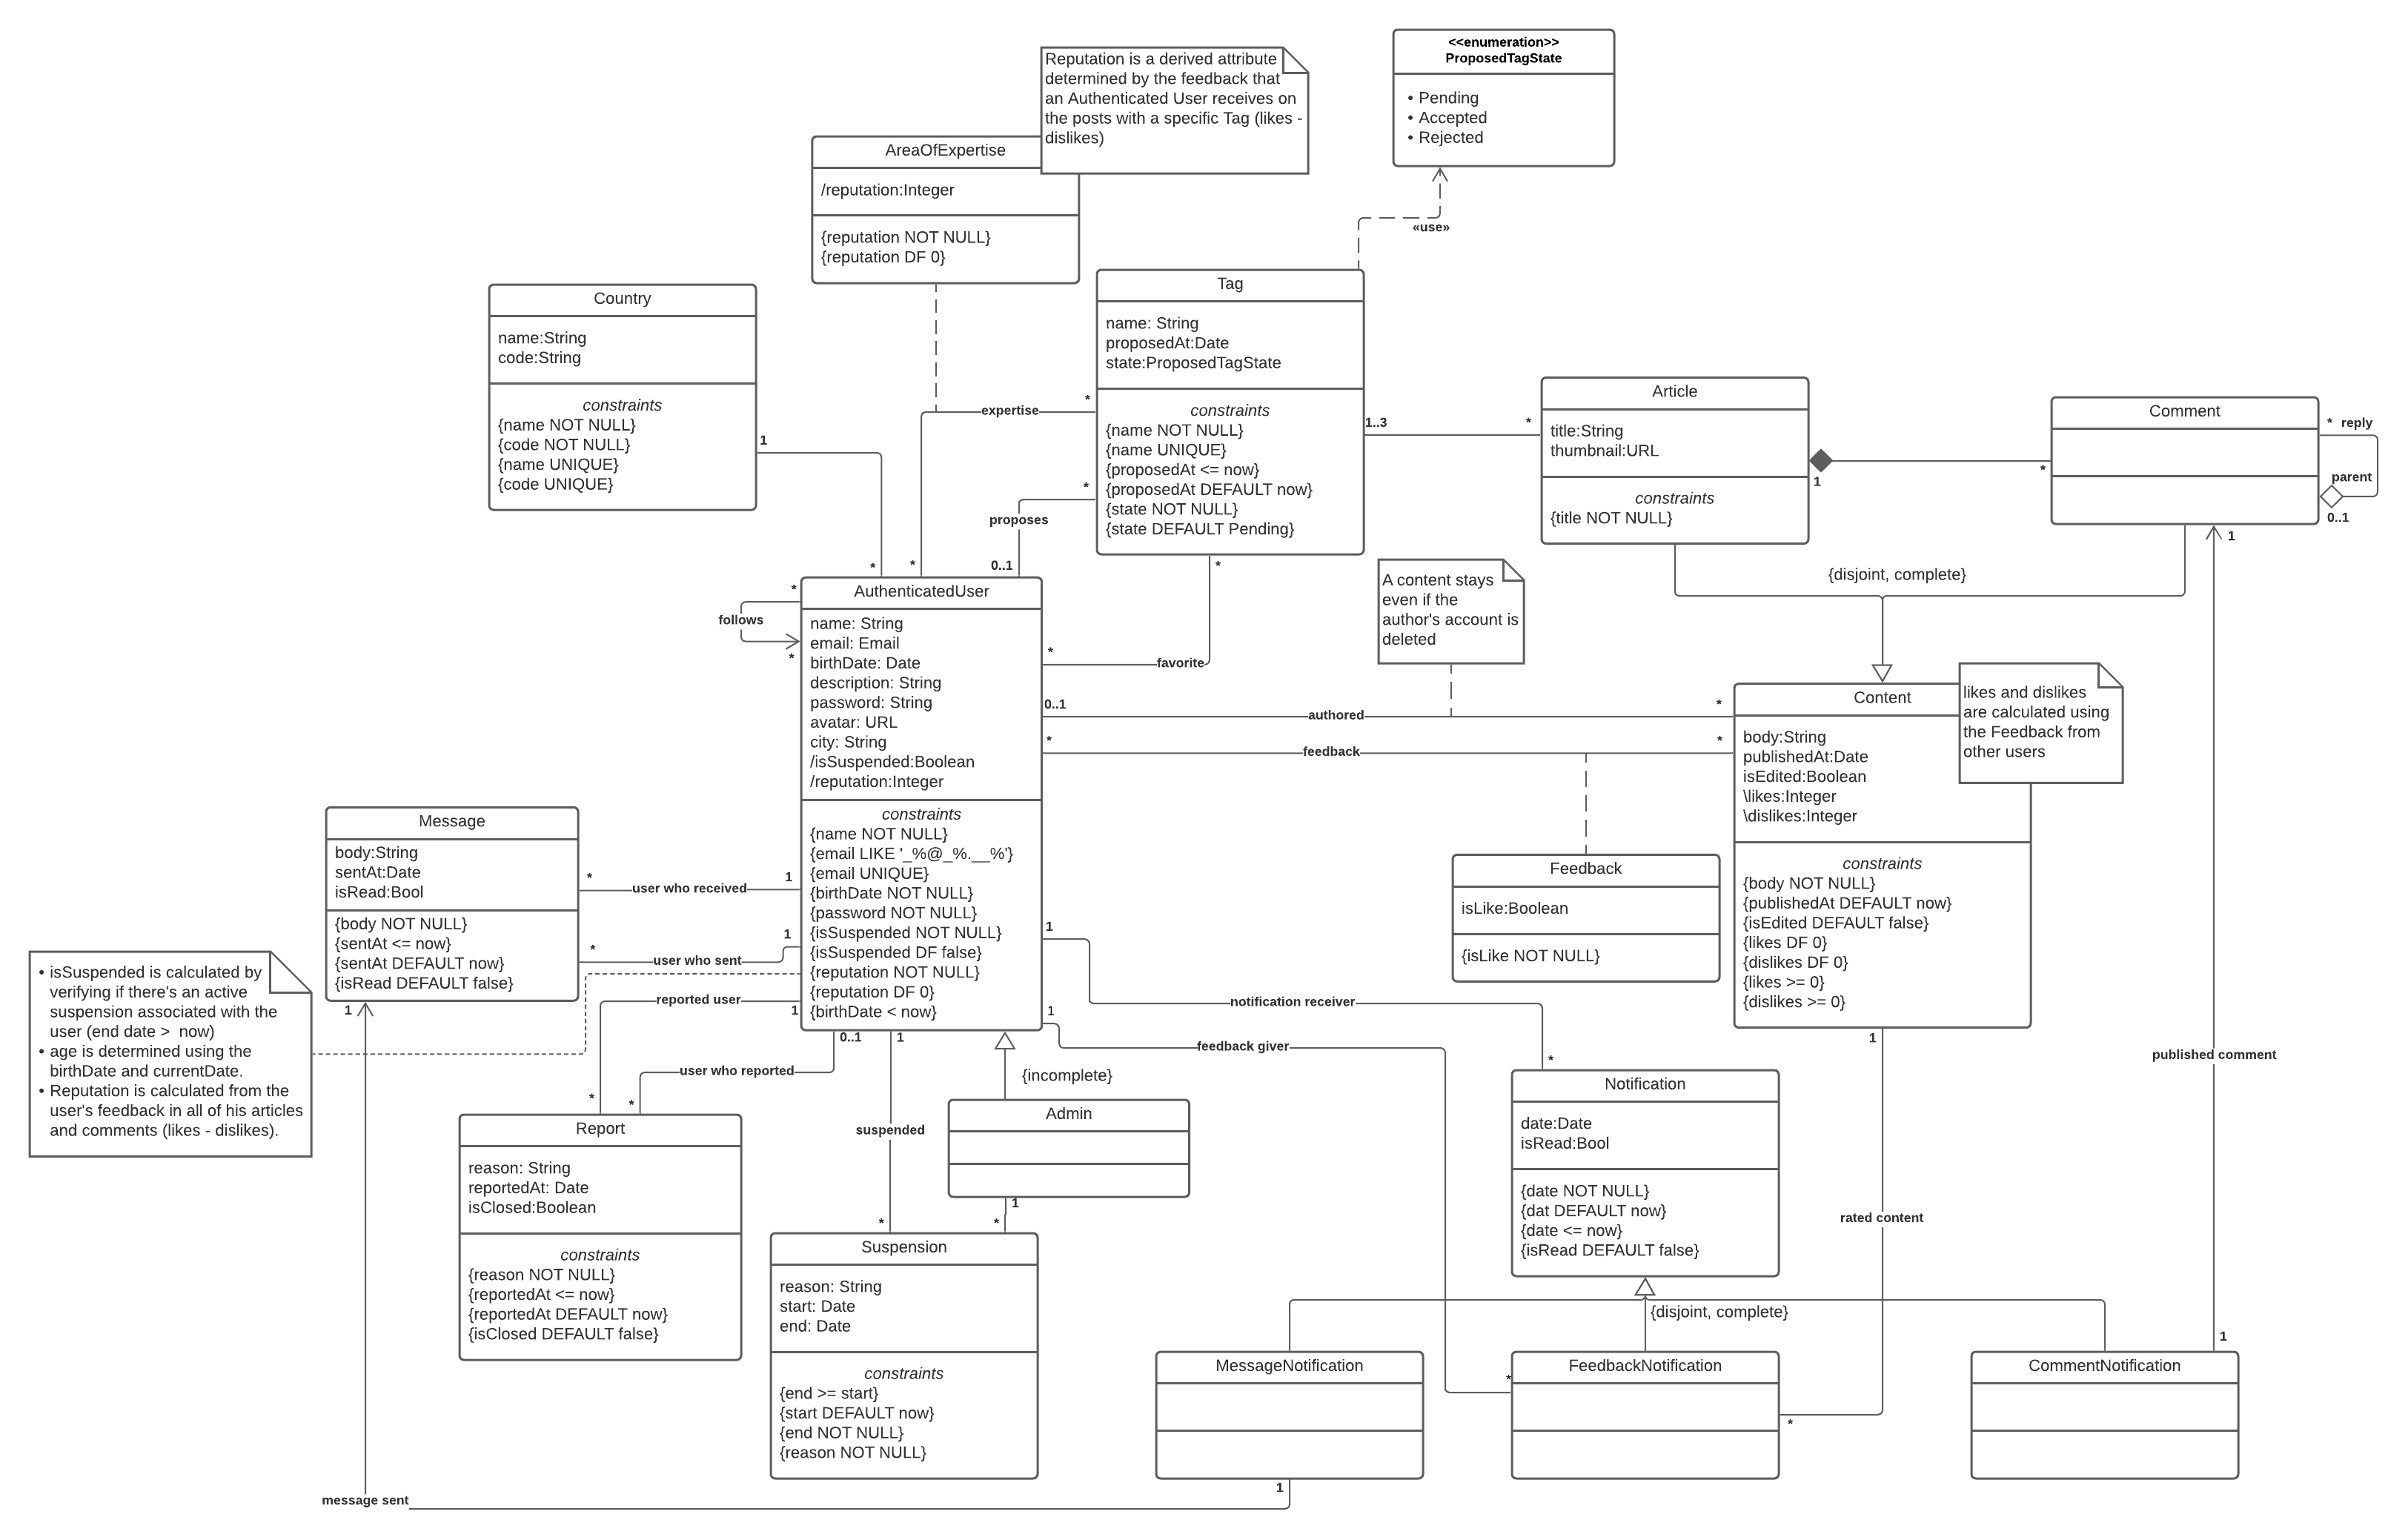 <<enumeration>>
ProposedTagState
• Pending
• Accepted
• Rejected
Reputation is a derived attribute
determined by the feedback that
an Authenticated User receives on
the posts with a specific Tag (likes -
dislikes)
AreaOfExpertise
/reputation:Integer
{reputation NOT NULL}
{reputation DF 0}
«use»
Country
name:String
code:String
constraints
{name NOT NULL}
{code NOT NULL}
{name UNIQUE}
{code UNIQUE}
1
*
Tag
name: String
proposedAt:Date
state:ProposedTagState
constraints
{name NOT NULL}
{name UNIQUE}
{proposedAt <= now}
{proposedAt DEFAULT now}
{state NOT NULL}
{state DEFAULT Pending}
expertise
*
*
proposes
*
0..1
favorite
*
*
1..3
*
Article
title:String
thumbnail:URL
constraints
{title NOT NULL}
1
*
Comment
* reply
parent
0..1
1
{disjoint, complete}
A content stays
even if the
author's account is
deleted
follows
*
*
AuthenticatedUser
name: String
email: Email
birthDate: Date
description: String
password: String
avatar: URL
city: String
/isSuspended:Boolean
/reputation:Integer
constraints
{name NOT NULL}
{email LIKE '_%@_%.__%'}
{email UNIQUE}
{birthDate NOT NULL}
{password NOT NULL}
{isSuspended NOT NULL}
{isSuspended DF false}
{reputation NOT NULL}
{reputation DF 0}
{birthDate < now}
0..1
authored
*
*
feedback
*
Content
body:String
publishedAt:Date
isEdited:Boolean
\likes:Integer
\dislikes:Integer
constraints
{body NOT NULL}
{publishedAt DEFAULT now}
{isEdited DEFAULT false}
{likes DF 0}
{dislikes DF 0}
{likes >= 0}
{dislikes >= 0}
likes and dislikes
are calculated using
the Feedback from
other users
Feedback
isLike:Boolean
{isLike NOT NULL}
Message
body:String
sentAt:Date
isRead:Bool
{body NOT NULL}
{sentAt <= now}
{sentAt DEFAULT now}
{isRead DEFAULT false}
*
user who received
1
*
user who sent
1
• isSuspended is calculated by
verifying if there's an active
suspension associated with the
user (end date > now)
• age is determined using the
birthDate and currentDate.
• Reputation is calculated from the
user's feedback in all of his articles
and comments (likes - dislikes).
1
reported user
1
*
user who reported
0..1
*
Report
reason: String
reportedAt: Date
isClosed:Boolean
constraints
{reason NOT NULL}
{reportedAt <= now}
{reportedAt DEFAULT now}
{isClosed DEFAULT false}
1
suspended
*
{incomplete}
Admin
1
*
Suspension
reason: String
start: Date
end: Date
constraints
{end >= start}
{start DEFAULT now}
{end NOT NULL}
{reason NOT NULL}
1
notification receiver
*
1
feedback giver
*
Notification
date:Date
isRead:Bool
{date NOT NULL}
{dat DEFAULT now}
{date <= now}
{isRead DEFAULT false}
{disjoint, complete}
1
rated content
*
published comment
1
MessageNotification
FeedbackNotification
CommentNotification
1
message sent